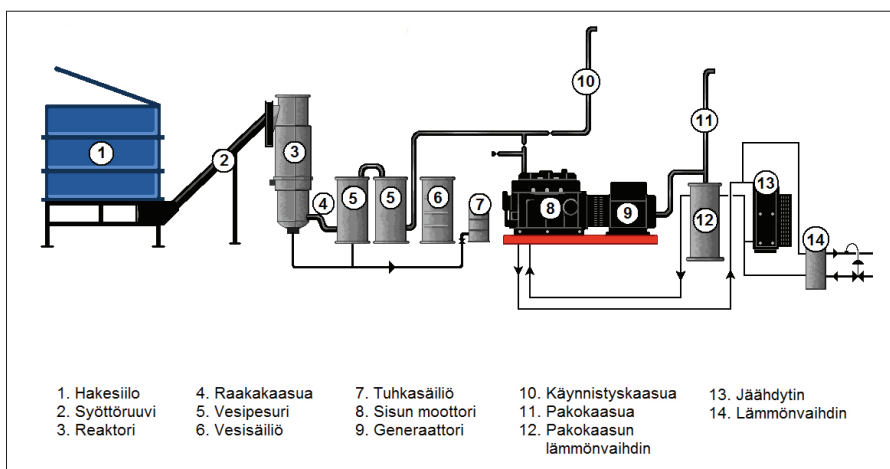 1
2
3
4
5
5
6
7
8
9
10
11
12
13
14
1. Hakesiilo
2. Syöttöruuvi
3. Reaktori
4. Raakakaasua
5. Vesipesuri
6. Vesisäiliö
7. Tuhkasäiliö
8. Sisun moottori
9. Generaattori
10. Käynnistyskaasua
11. Pakokaasua
12. Pakokaasun
lämmönvaihdin
13. Jäähdytin
14. Lämmönvaihdin